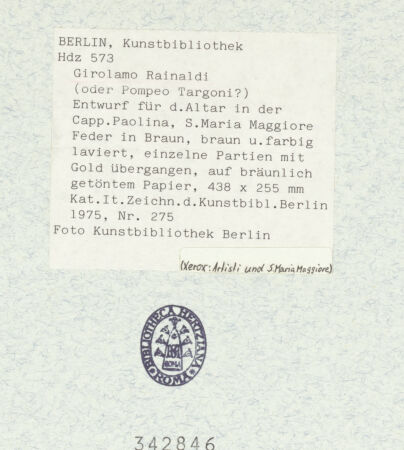 BERLIN, Kunstbibliothek
Hdz 573
Girolamo Rainaldi
(oder Pompeo Targoni?)
Entwurf für d.Altar in der
Capp.Paolina, S.Maria Maggiore
Feder in Braun, braun u.farbig
laviert, einzelne Partien mit
Gold übergangen, auf bräunlich
getöntem Papier, 438 x 255 mm
Kat.It.Zeichn.d.Kunstbibl.Berlin
1975, Nr. 275
Foto Kunstbibliothek Berlin
(Xerox: Artisti und S.Maria Maggiore)
BIBLIOTHECA HERTZIANA
ROMA
ROMA
342846